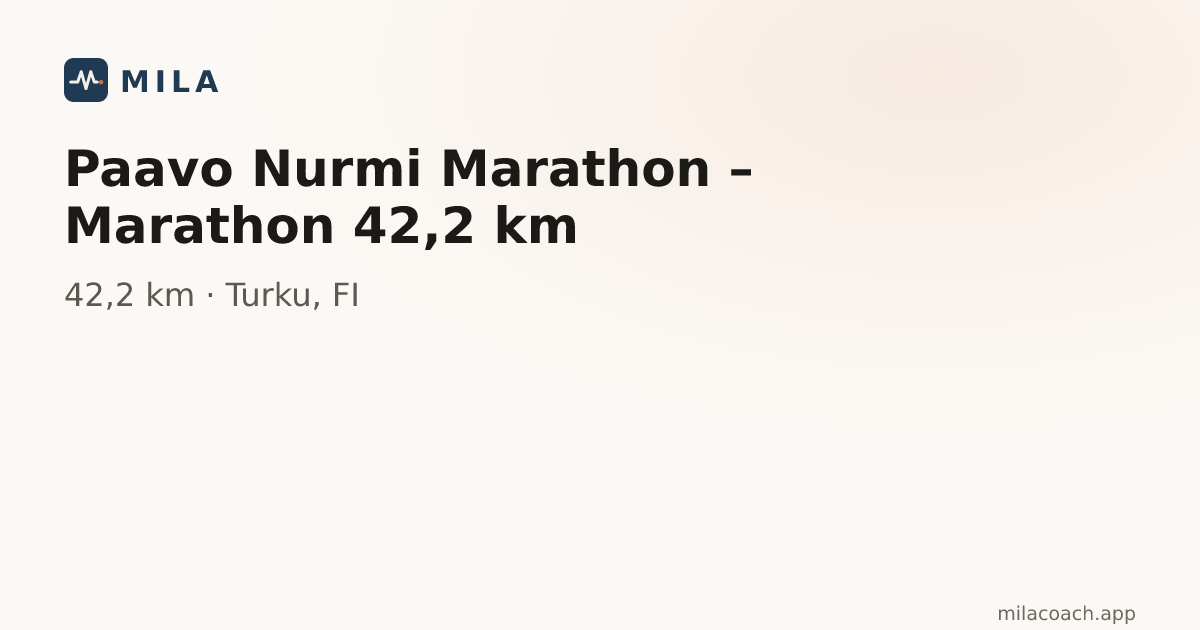 MILA
Paavo Nurmi Marathon –
Marathon 42,2 km
42,2 km · Turku, FI
milacoach.app